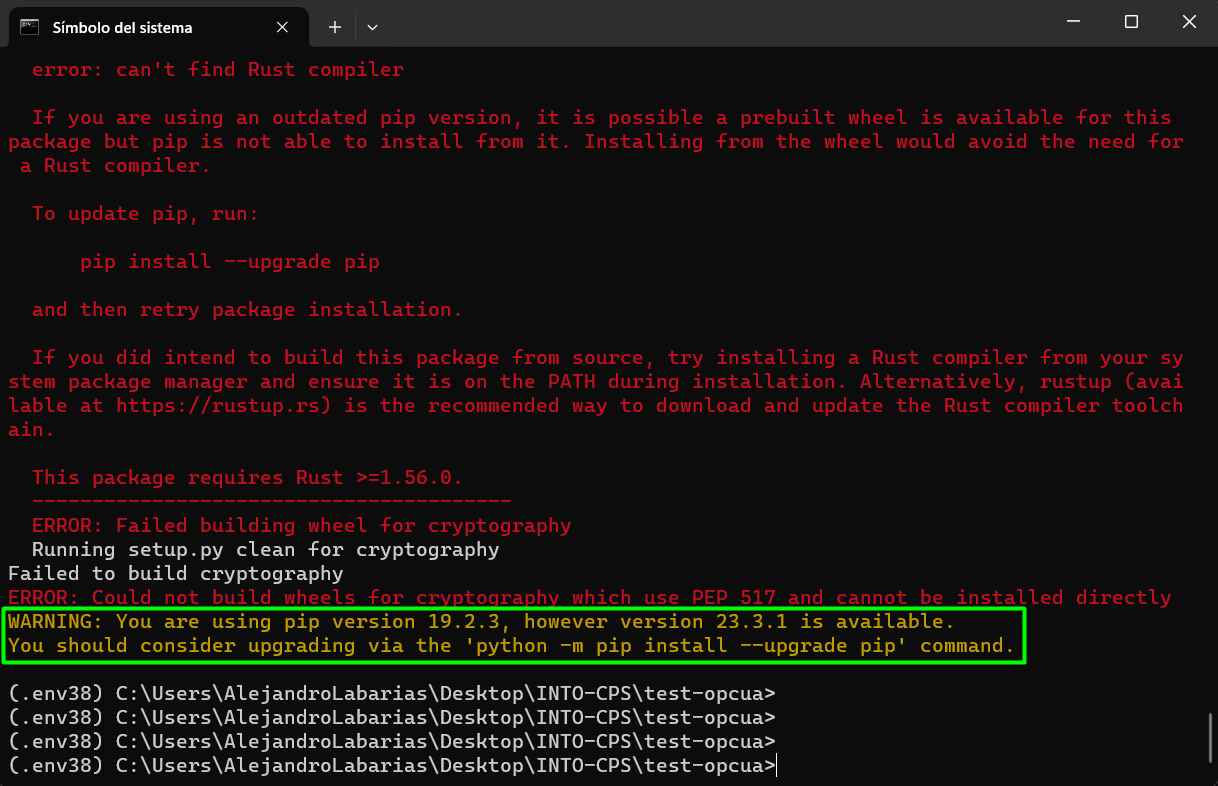 Símbolo del sistema
error: can't find Rust compiler
If you are using an outdated pip version, it is possible a prebuilt wheel is available for this
package but pip is not able to install from it. Installing from the wheel would avoid the need for
a Rust compiler.
To update pip, run:
pip install --upgrade pip
and then retry package installation.
If you did intend to build this package from source, try installing a Rust compiler from your sy
stem package manager and ensure it is on the PATH during installation. Alternatively, rustup (avai
lable at https://rustup.rs) is the recommended way to download and update the Rust compiler toolch
ain.
This package requires Rust >=1.56.0.
----------------------------------------
ERROR: Failed building wheel for cryptography
Running setup.py clean for cryptography
Failed to build cryptography
ERROR: Could not build wheels for cryptography which use PEP 517 and cannot be installed directly
WARNING: You are using pip version 19.2.3, however version 23.3.1 is available.
You should consider upgrading via the 'python -m pip install --upgrade pip' command.
(.env38) C:\Users\AlejandroLabarias\Desktop\INTO-CPS\test-opcua>
(.env38) C:\Users\AlejandroLabarias\Desktop\INTO-CPS\test-opcua>
(.env38) C:\Users\AlejandroLabarias\Desktop\INTO-CPS\test-opcua>
(.env38) C:\Users\AlejandroLabarias\Desktop\INTO-CPS\test-opcua>